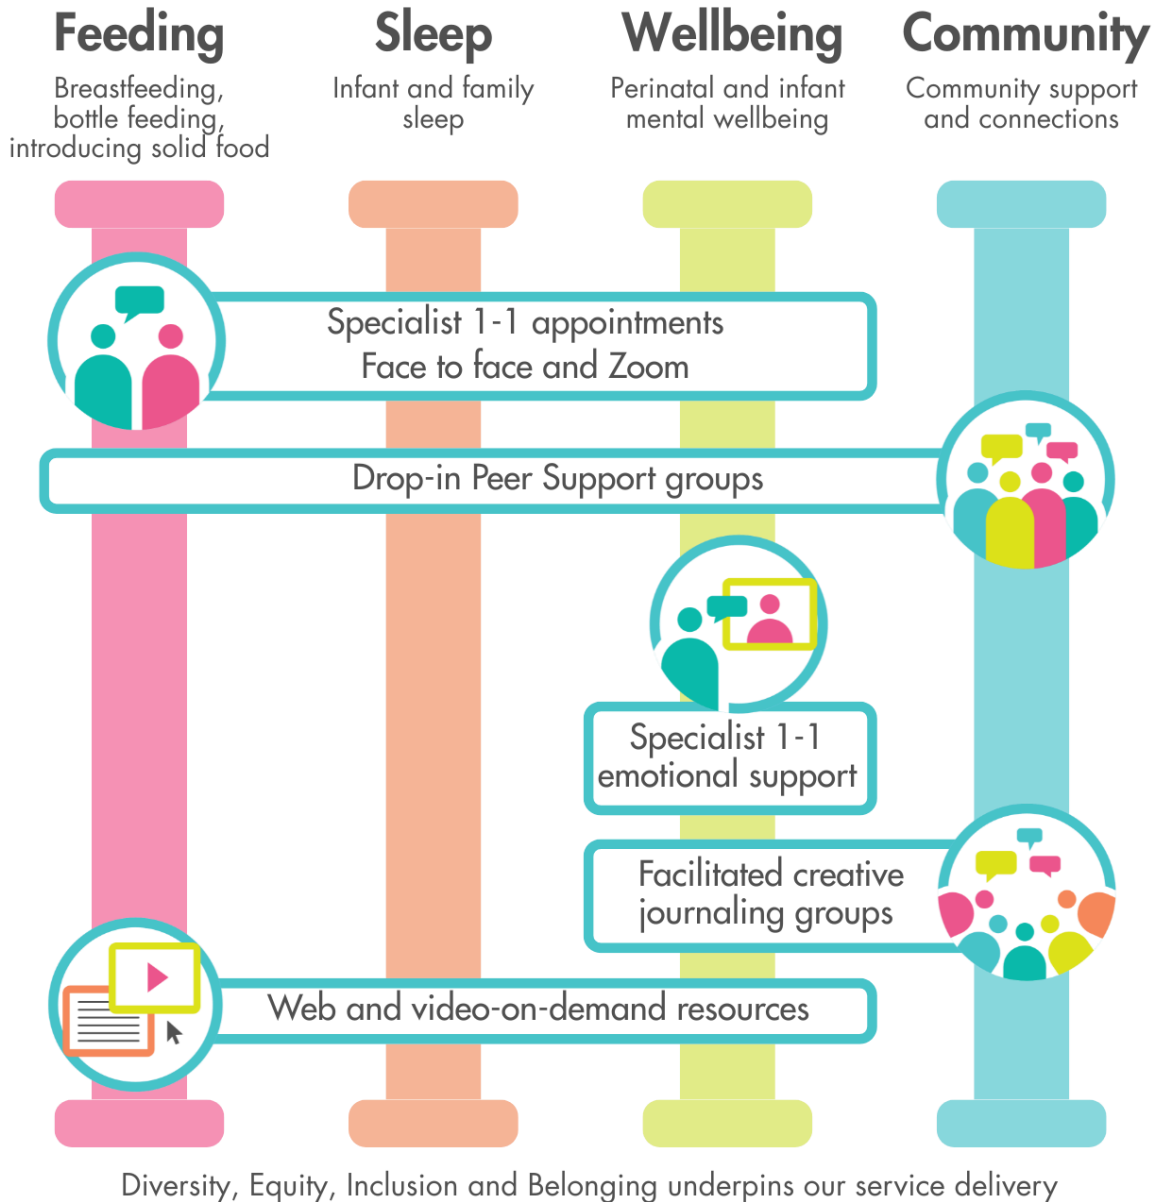 Feeding
Breastfeeding,
bottle feeding,
introducing solid food
Sleep
Infant and family
sleep
Wellbeing
Perinatal and infant
mental wellbeing
Community
Community support
and connections
Specialist 1-1 appointments
Face to face and Zoom
Drop-in Peer Support groups
Specialist 1-1
emotional support
Facilitated creative
journaling groups
Web and video-on-demand resources
Diversity, Equity, Inclusion and Belonging underpins our service delivery